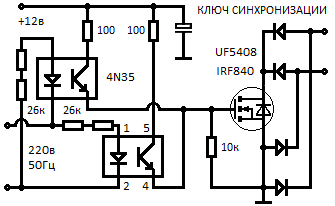 КЛЮЧ СИНХРОНИЗАЦИИ
+12в
100
100
UF5408
4N35
IRF840
26к
26к
1
5
10к
220в
50Гц
2
4